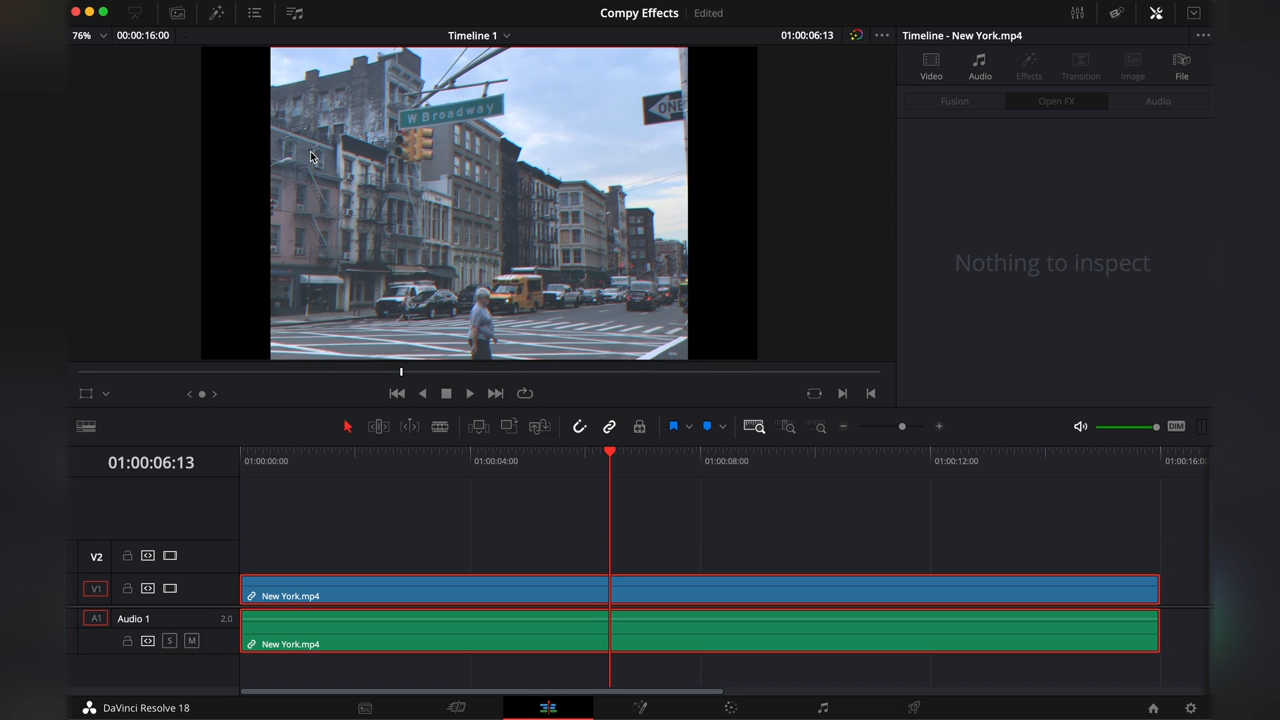 Compy Effects Edited
76% 00:00:16:00 Timeline 1 01:00:06:13 Timeline - New York.mp4
Video Audio Effects Transition Image File
Fusion Open FX Audio
W Broadway
ONE
Nothing to inspect
DIM
01:00:06:13 01:00:00:00 01:00:04:00 01:00:08:00 01:00:12:00 01:00:16:0
V2
V1
New York.mp4
A1 Audio 1 2.0
S M
New York.mp4
DaVinci Resolve 18